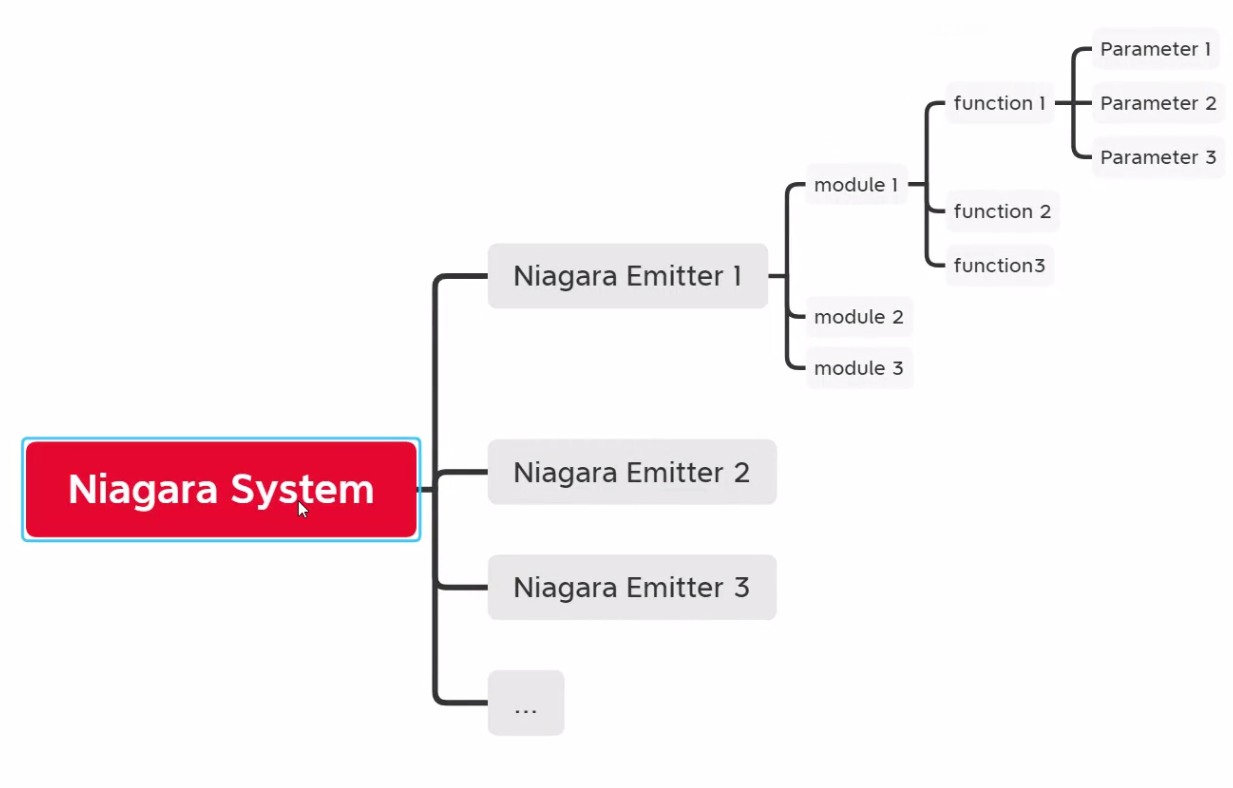 Niagara System
Niagara Emitter 1
module 1
function 1
Parameter 1
Parameter 2
Parameter 3
function 2
function3
module 2
module 3
Niagara Emitter 2
Niagara Emitter 3
...